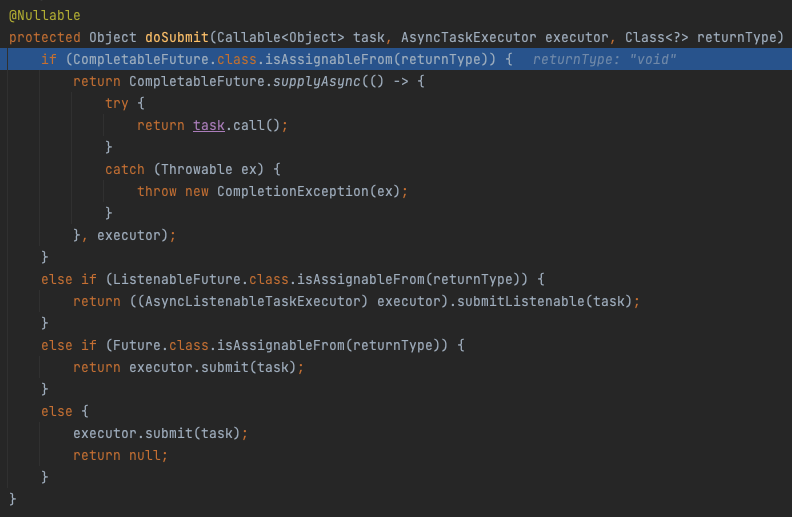 @Nullable
protected Object doSubmit(Callable<Object> task, AsyncTaskExecutor executor, Class<?> returnType)
    if (CompletableFuture.class.isAssignableFrom(returnType)) {  returnType: "void"
        return CompletableFuture.supplyAsync(() -> {
            try {
                return task.call();
            }
            catch (Throwable ex) {
                throw new CompletionException(ex);
            }
        }, executor);
    }
    else if (ListenableFuture.class.isAssignableFrom(returnType)) {
        return ((AsyncListenableTaskExecutor) executor).submitListenable(task);
    }
    else if (Future.class.isAssignableFrom(returnType)) {
        return executor.submit(task);
    }
    else {
        executor.submit(task);
        return null;
    }
}